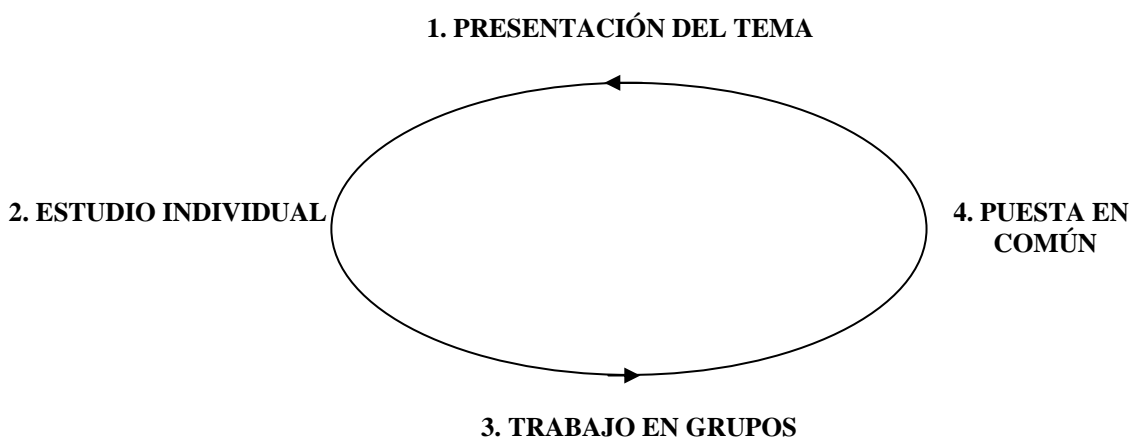 1. PRESENTACIÓN DEL TEMA
2. ESTUDIO INDIVIDUAL
4. PUESTA EN
COMÚN
3. TRABAJO EN GRUPOS